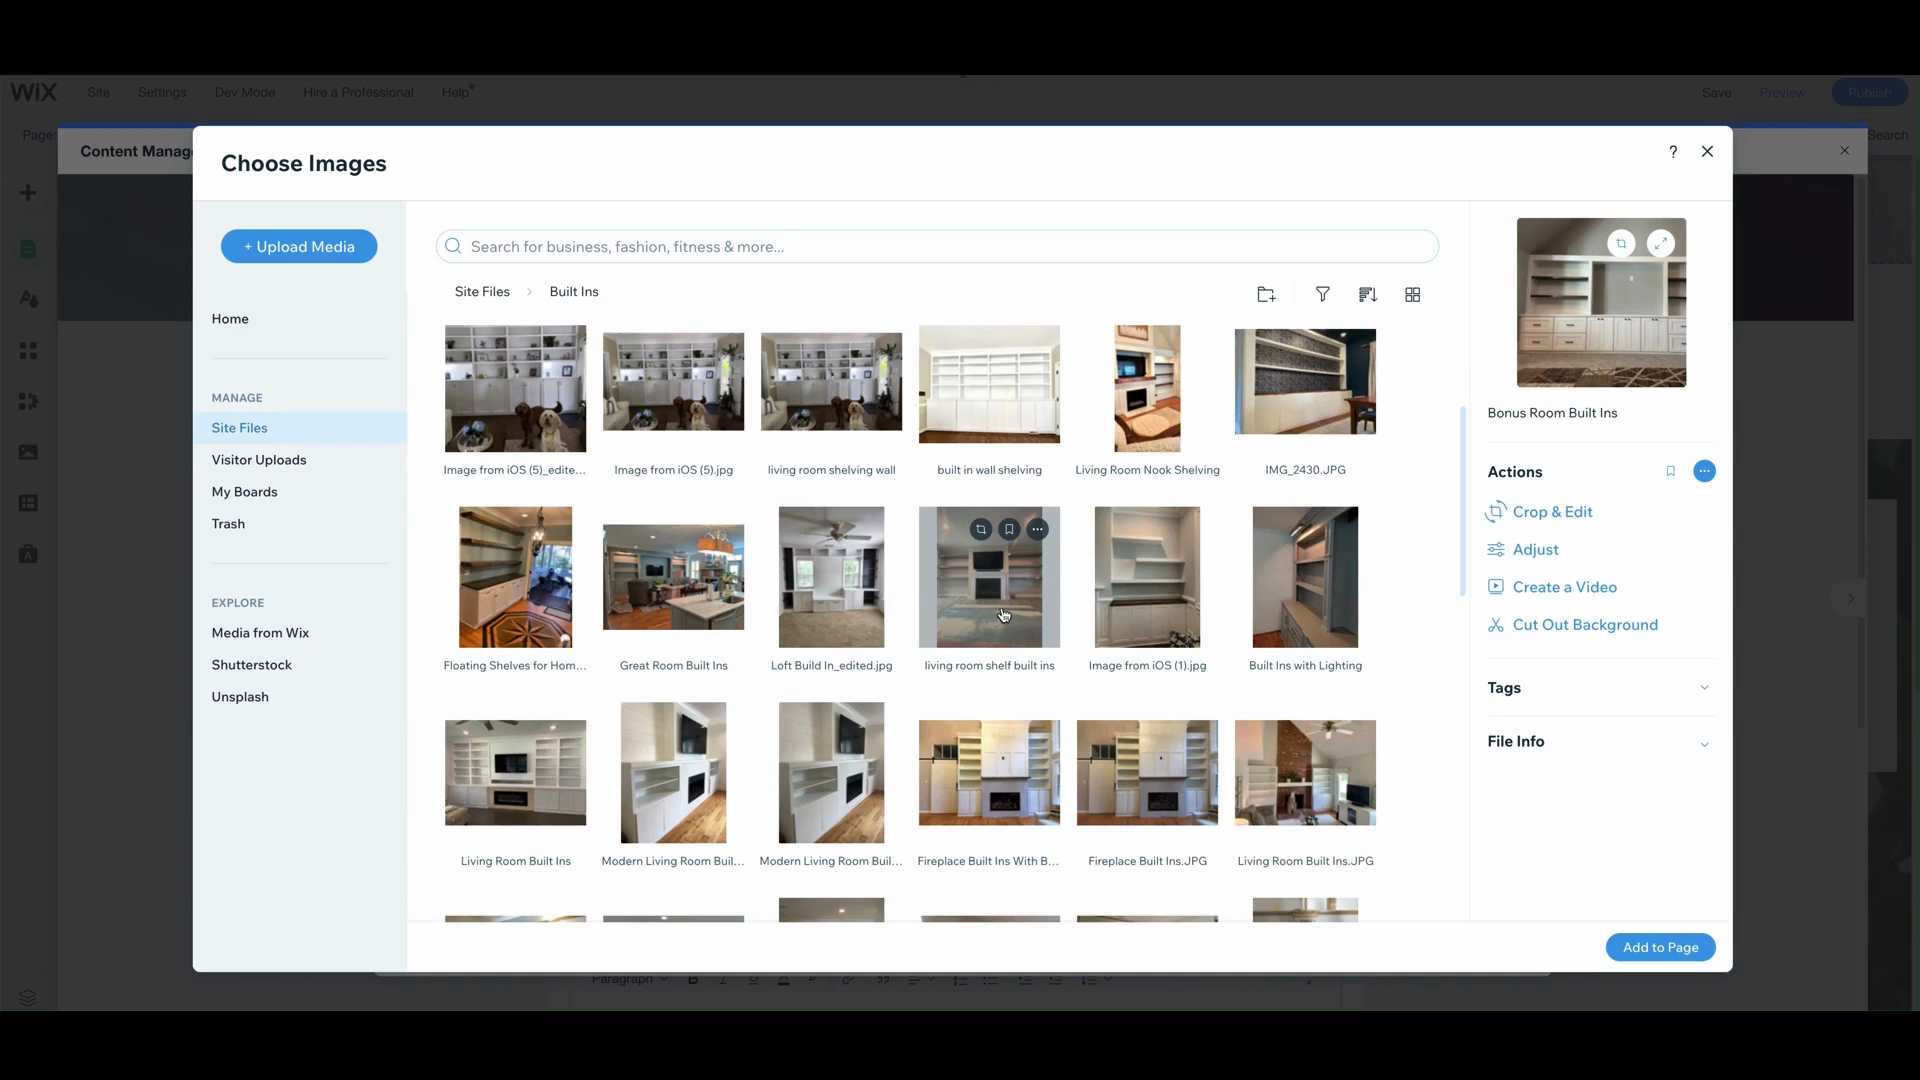 WIX Site Settings Dev Mode Hire a Professional Help Save Preview Publish
Page Search
Content Manag
Choose Images ?
+ Upload Media
Search for business, fashion, fitness & more...
Site Files > Built Ins
Home
MANAGE
Site Files
Visitor Uploads
My Boards
Trash
EXPLORE
Media from Wix
Shutterstock
Unsplash
Image from iOS (5)_edite... Image from iOS (5).jpg living room shelving wall built in wall shelving Living Room Nook Shelving IMG_2430.JPG
Floating Shelves for Hom... Great Room Built Ins Loft Build In_edited.jpg living room shelf built ins Image from iOS (1).jpg Built Ins with Lighting
Living Room Built Ins Modern Living Room Buil... Modern Living Room Buil... Fireplace Built Ins With B... Fireplace Built Ins.JPG Living Room Built Ins.JPG
Bonus Room Built Ins
Actions
Crop & Edit
Adjust
Create a Video
Cut Out Background
Tags
File Info
Add to Page
Paragraph